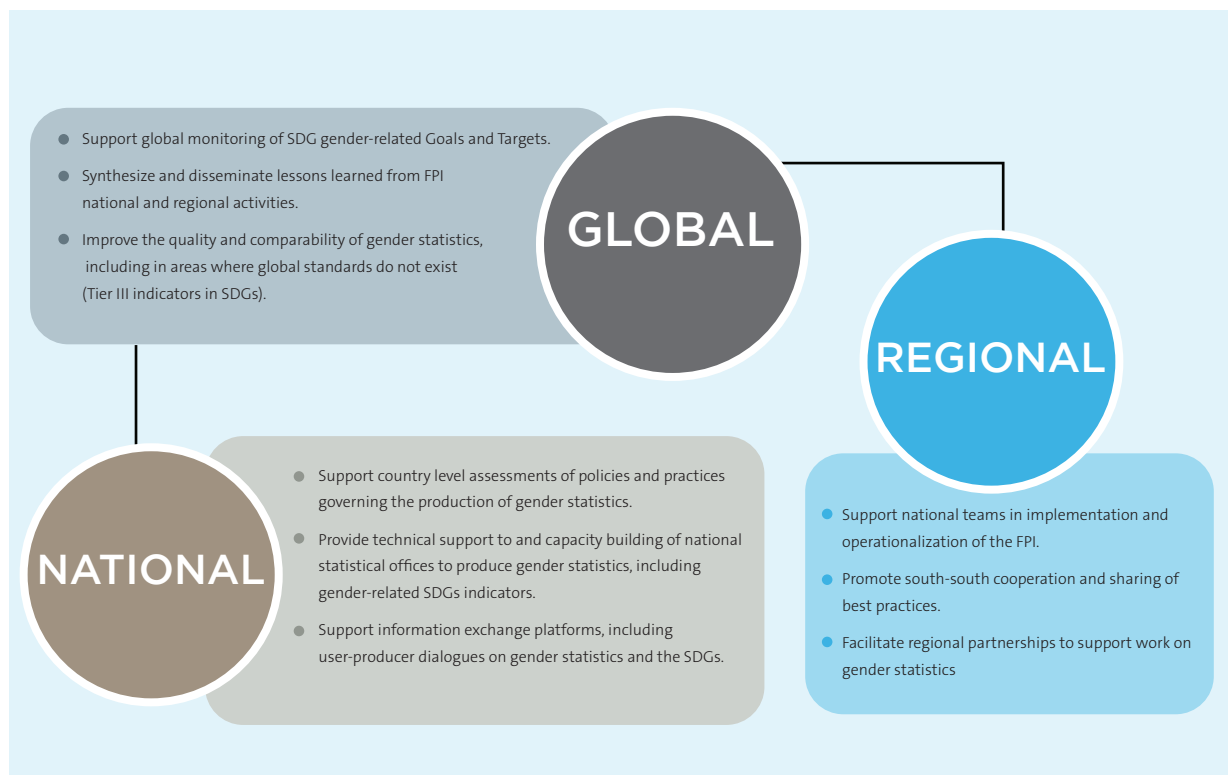 Support global monitoring of SDG gender-related Goals and Targets.
Synthesize and disseminate lessons learned from FPI
national and regional activities.
Improve the quality and comparability of gender statistics,
including in areas where global standards do not exist
(Tier III indicators in SDGs).
GLOBAL
REGIONAL
Support national teams in implementation and
operationalization of the FPI.
Promote south-south cooperation and sharing of
best practices.
Facilitate regional partnerships to support work on
gender statistics
NATIONAL
Support country level assessments of policies and practices
governing the production of gender statistics.
Provide technical support to and capacity building of national
statistical offices to produce gender statistics, including
gender-related SDGs indicators.
Support information exchange platforms, including
user-producer dialogues on gender statistics and the SDGs.